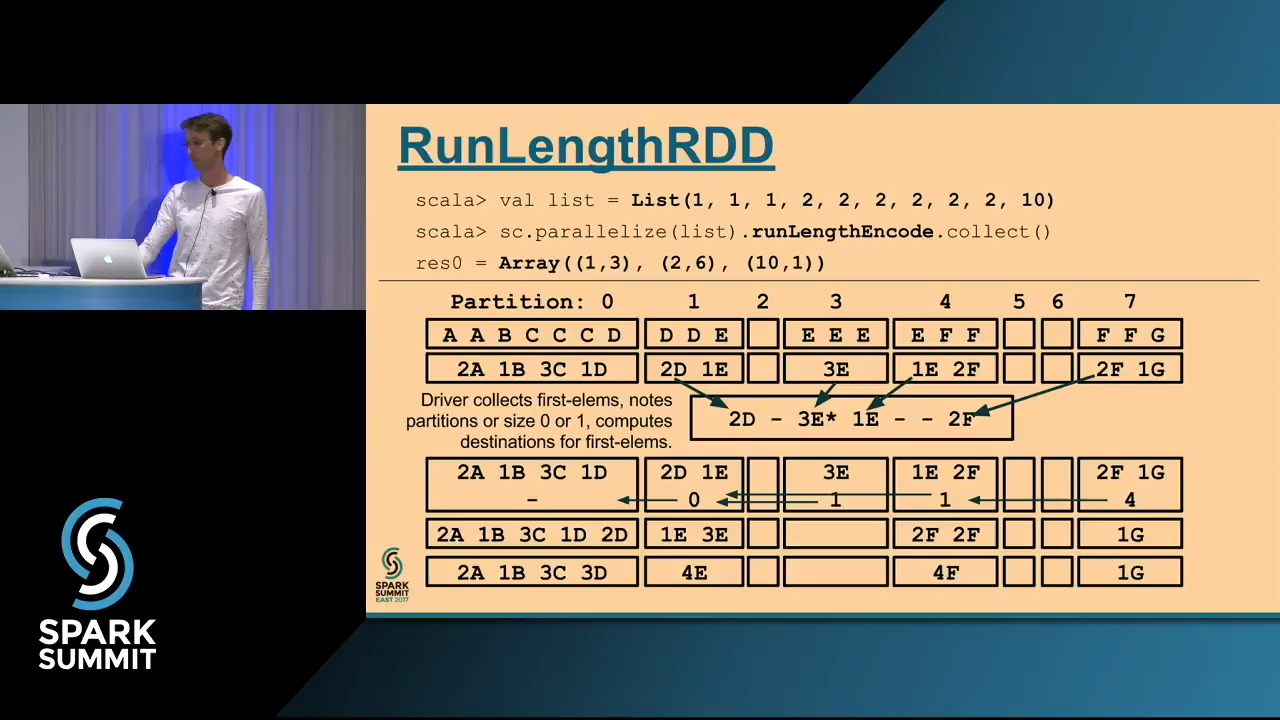 RunLengthRDD
scala> val list = List(1, 1, 1, 2, 2, 2, 2, 2, 2, 10)
scala> sc.parallelize(list).runLengthEncode.collect()
res0 = Array((1,3), (2,6), (10,1))
Partition: 0 1 2 3 4 5 6 7
A A B C C C D D D E E E E E F F F F G
2A 1B 3C 1D 2D 1E 3E 1E 2F 2F 1G
Driver collects first-elems, notes
partitions or size 0 or 1, computes
destinations for first-elems.
2D - 3E* 1E - - 2F
2A 1B 3C 1D 2D 1E 3E 1E 2F 2F 1G
- 0 1 1 4
2A 1B 3C 1D 2D 1E 3E 2F 2F 1G
2A 1B 3C 3D 4E 4F 1G
SPARK
SUMMIT
EAST 2017
SPARK
SUMMIT